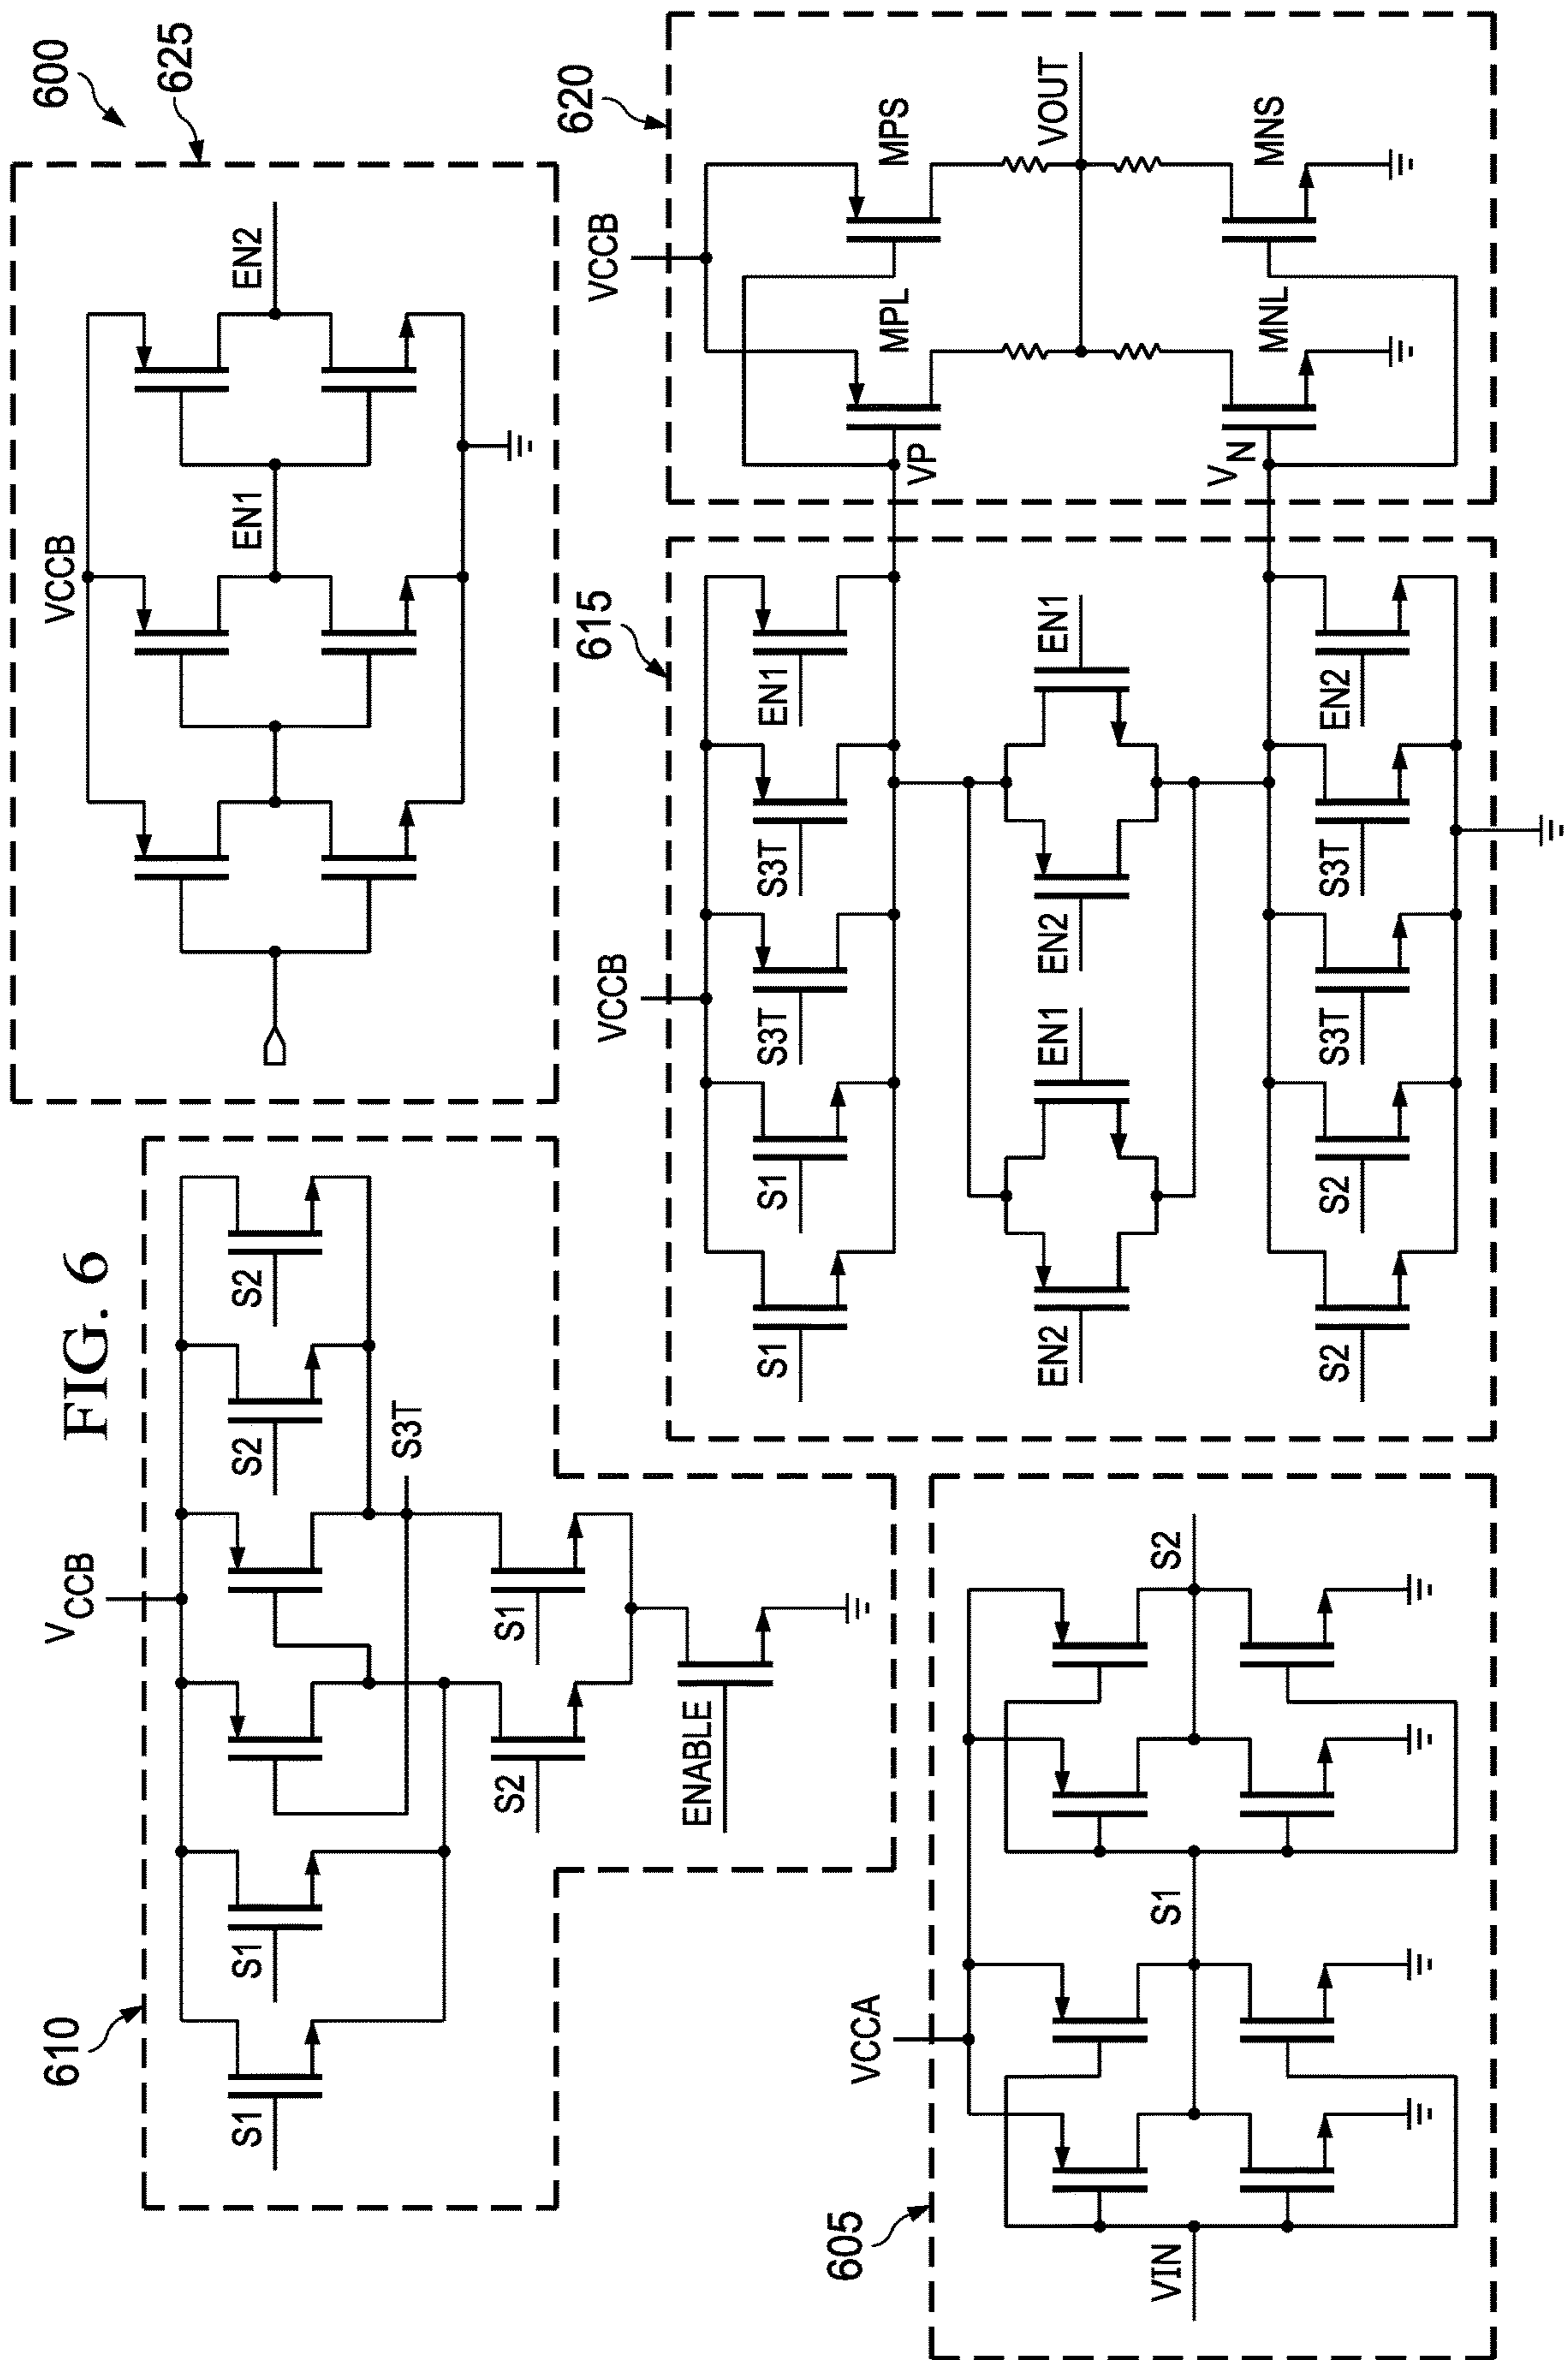 FIG. 6
600
610
VCCB
S1
S1
S2
S2
S3T
S2
S1
ENABLE
625
VCCB
EN1
EN2
605
VCCA
VIN
S1
S2
615
VCCB
S1
S1
S3T
S3T
EN1
EN2
EN1
EN2
EN1
S2
S2
S3T
S3T
EN2
620
VCCB
MPL
MPS
VP
VOUT
VN
MNL
MNS